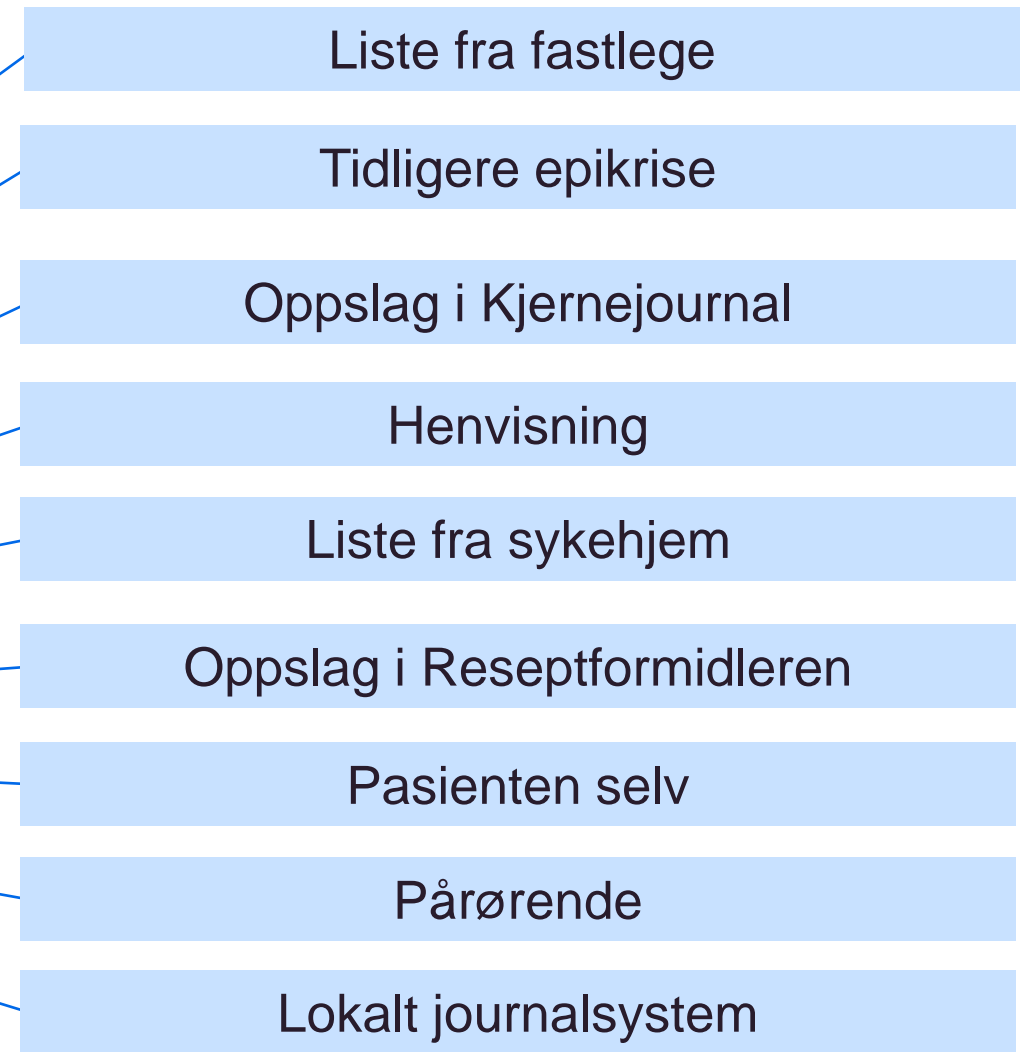 Liste fra fastlege
Tidligere epikrise
Oppslag i Kjernejournal
Henvisning
Liste fra sykehjem
Oppslag i Reseptformidleren
Pasienten selv
Pårørende
Lokalt journalsystem